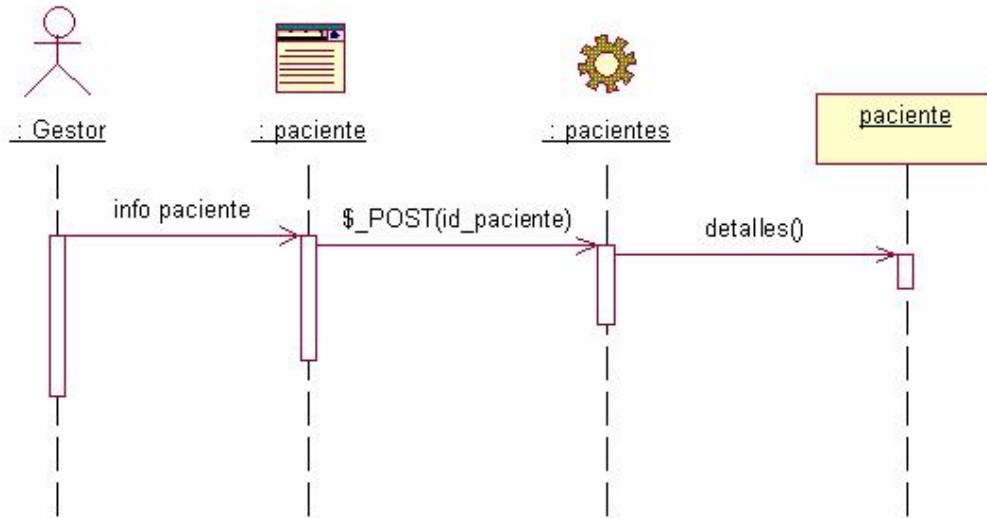 : Gestor
: paciente
: pacientes
paciente
info paciente
$_POST(id_paciente)
detalles()